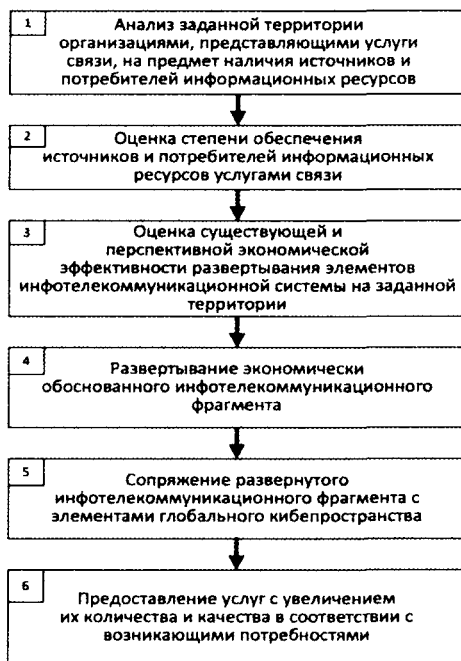 1
Анализ заданной территории
организациями, представляющими услуги
связи, на предмет наличия источников и
потребителей информационных ресурсов
2
Оценка степени обеспечения
источников и потребителей информационных
ресурсов услугами связи
3
Оценка существующей и
перспективной экономической
эффективности развертывания элементов
инфотелекоммуникационной системы на заданной
территории
4
Развертывание экономически
обоснованного инфотелекоммуникационного
фрагмента
5
Сопряжение развернутого
инфотелекоммуникационного фрагмента с
элементами глобального кибепространства
6
Предоставление услуг с увеличением
их количества и качества в соответствии с
возникающими потребностями